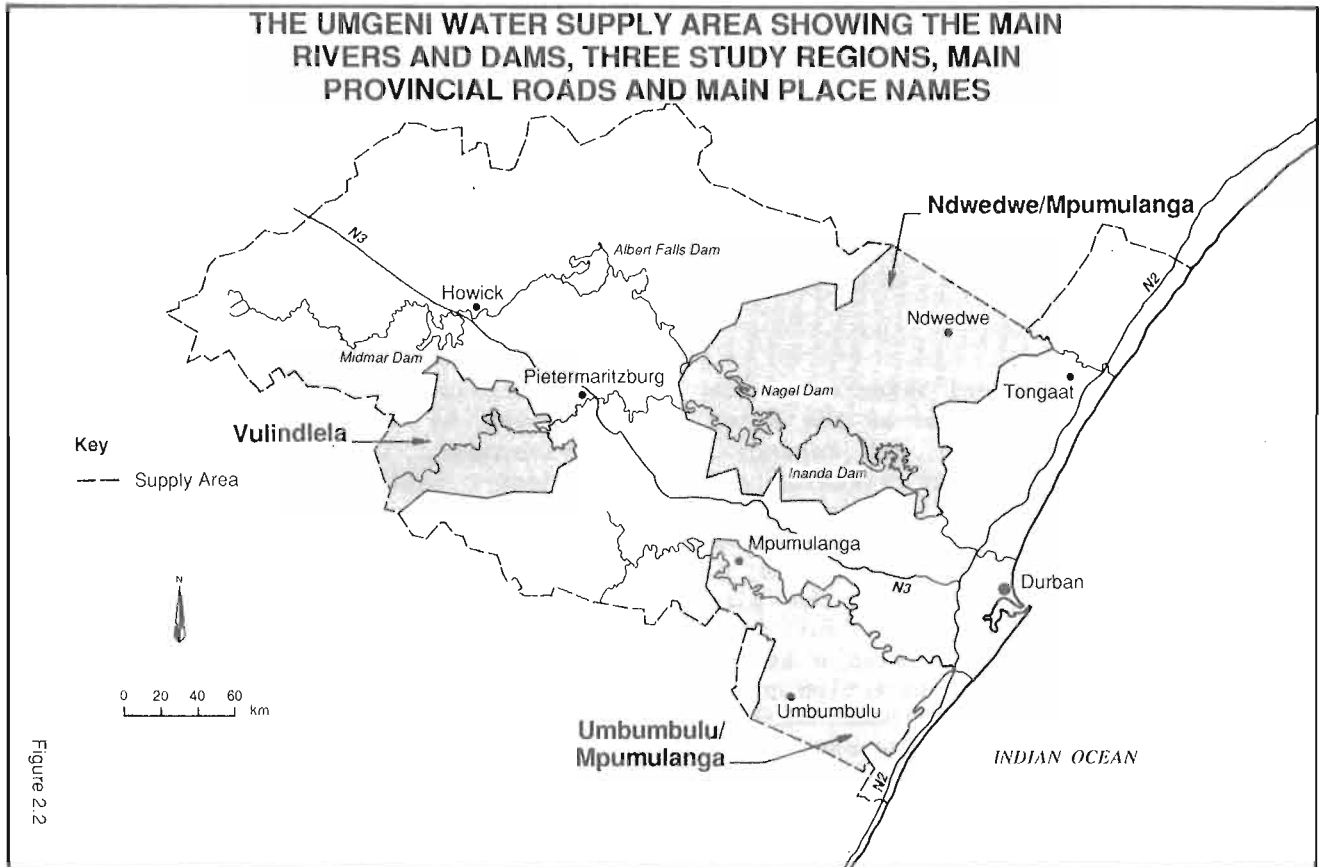 THE UMGENI WATER SUPPLY AREA SHOWING THE MAIN
RIVERS AND DAMS, THREE STUDY REGIONS, MAIN
PROVINCIAL ROADS AND MAIN PLACE NAMES
Ndwedwe/Mpumulanga
N3
Albert Falls Dam
N2
Howick
Ndwedwe
Midmar Dam
Pietermaritzburg
Nagel Dam
Tongaat
Vulindlela
Key
Supply Area
Inanda Dam
Mpumulanga
N3
Durban
N
0 20 40 60
km
Umbumbulu
Umbumbulu/
Mpumulanga
INDIAN OCEAN
N2
Figure 2.2